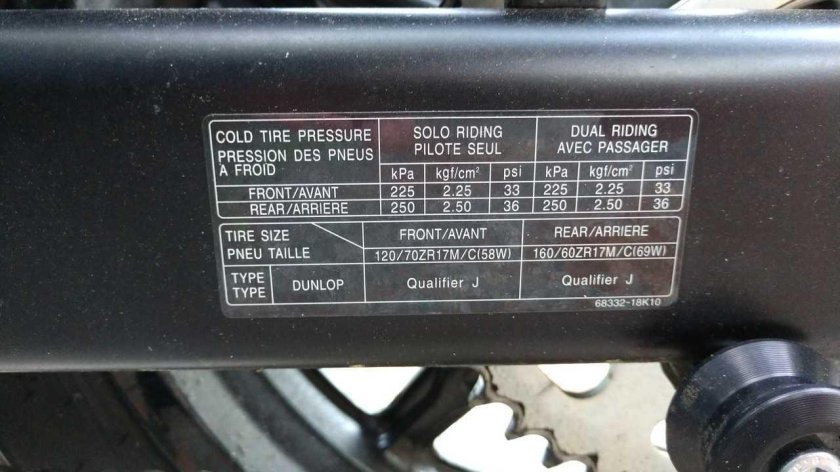 COLD TIRE PRESSURE
PRESSION DES PNEUS
A FROID
SOLO RIDING
PILOTE SEUL
DUAL RIDING
AVEC PASSAGER
kPa kgf/cm² psi kPa kgf/cm² psi
FRONT/AVANT 225 2.25 33 225 2.25 33
REAR/ARRIERE 250 2.50 36 250 2.50 36
TIRE SIZE
PNEU TAILLE
FRONT/AVANT REAR/ARRIERE
120/70ZR17M/C(58W) 160/60ZR17M/C(69W)
TYPE
TYPE
DUNLOP Qualifier J Qualifier J
68332-18K10